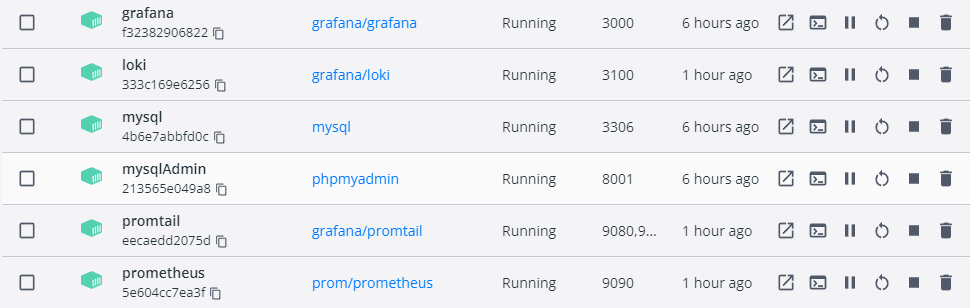 grafana
f32382906822
grafana/grafana Running 3000 6 hours ago
loki
333c169e6256
grafana/loki Running 3100 1 hour ago
mysql
4b6e7abbfd0c
mysql Running 3306 6 hours ago
mysqlAdmin
213565e049a8
phpmyadmin Running 8001 6 hours ago
promtail
eecaedd2075d
grafana/promtail Running 9080,9... 1 hour ago
prometheus
5e604cc7ea3f
prom/prometheus Running 9090 1 hour ago